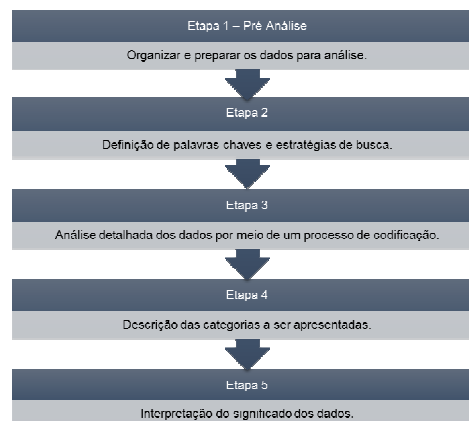 Etapa 1 – Pré Análise
Organizar e preparar os dados para análise.
Etapa 2
Definição de palavras chaves e estratégias de busca.
Etapa 3
Análise detalhada dos dados por meio de um processo de codificação.
Etapa 4
Descrição das categorias a ser apresentadas.
Etapa 5
Interpretação do significado dos dados.